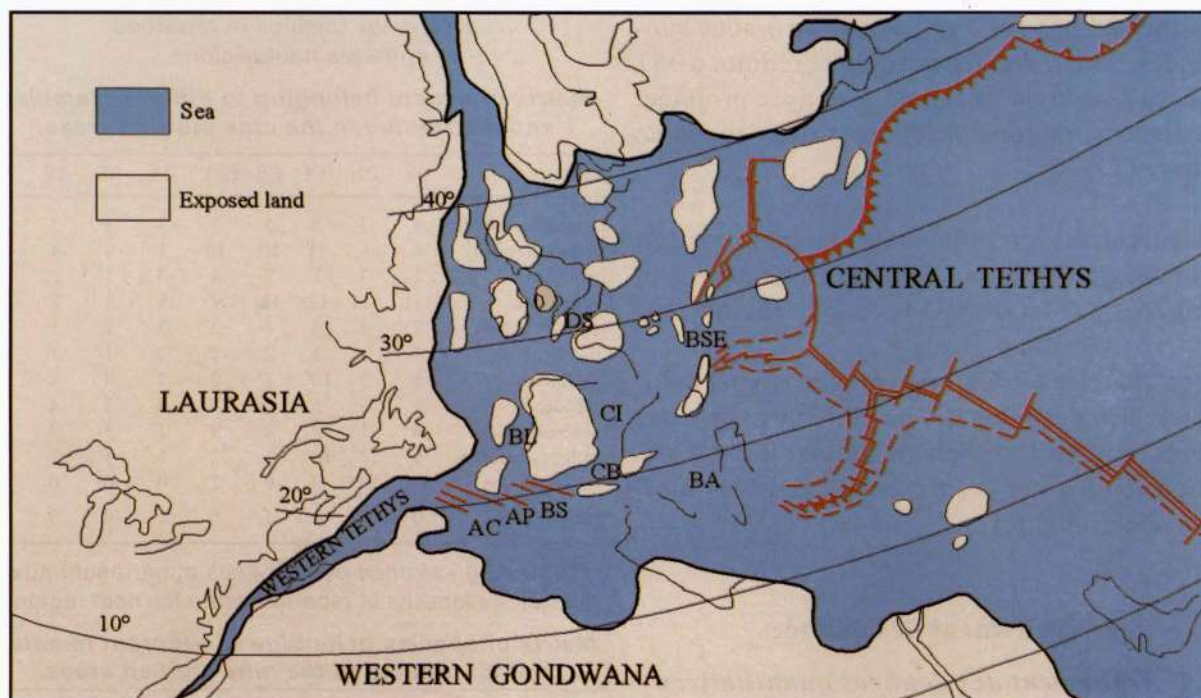 Sea
Exposed land
40°
CENTRAL TETHYS
DS
30°
BSE
LAURASIA
CI
BL
CB
BA
20°
BS
AP
AC
WESTERN TETHYS
10°
WESTERN GONDWANA